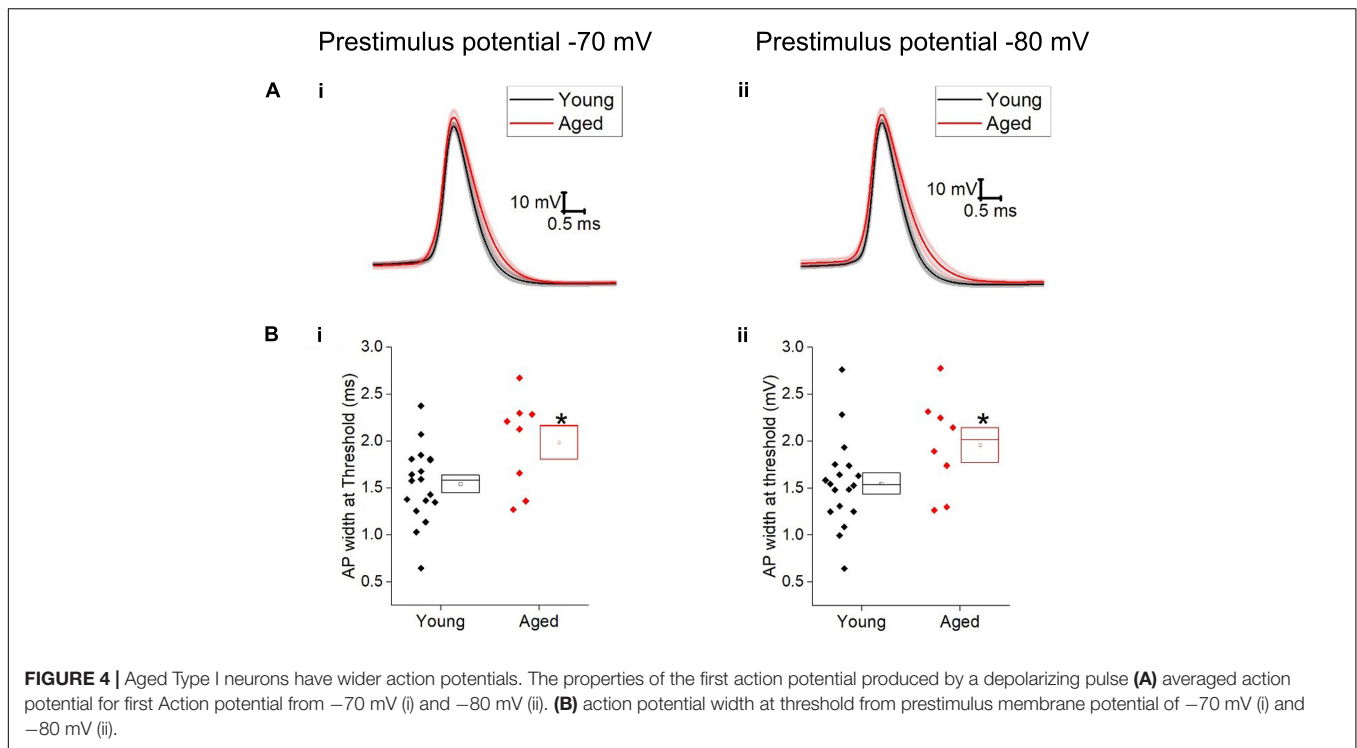 Prestimulus potential -70 mV
Prestimulus potential -80 mV
A
i
Young
Aged
10 mV
0.5 ms
ii
Young
Aged
10 mV
0.5 ms
B
i
AP width at Threshold (ms)
3.0
2.5
2.0
1.5
1.0
0.5
*
Young
Aged
ii
AP width at threshold (mV)
3.0
2.5
2.0
1.5
1.0
0.5
*
Young
Aged
FIGURE 4 | Aged Type I neurons have wider action potentials. The properties of the first action potential produced by a depolarizing pulse (A) averaged action
potential for first Action potential from −70 mV (i) and −80 mV (ii). (B) action potential width at threshold from prestimulus membrane potential of −70 mV (i) and
−80 mV (ii).